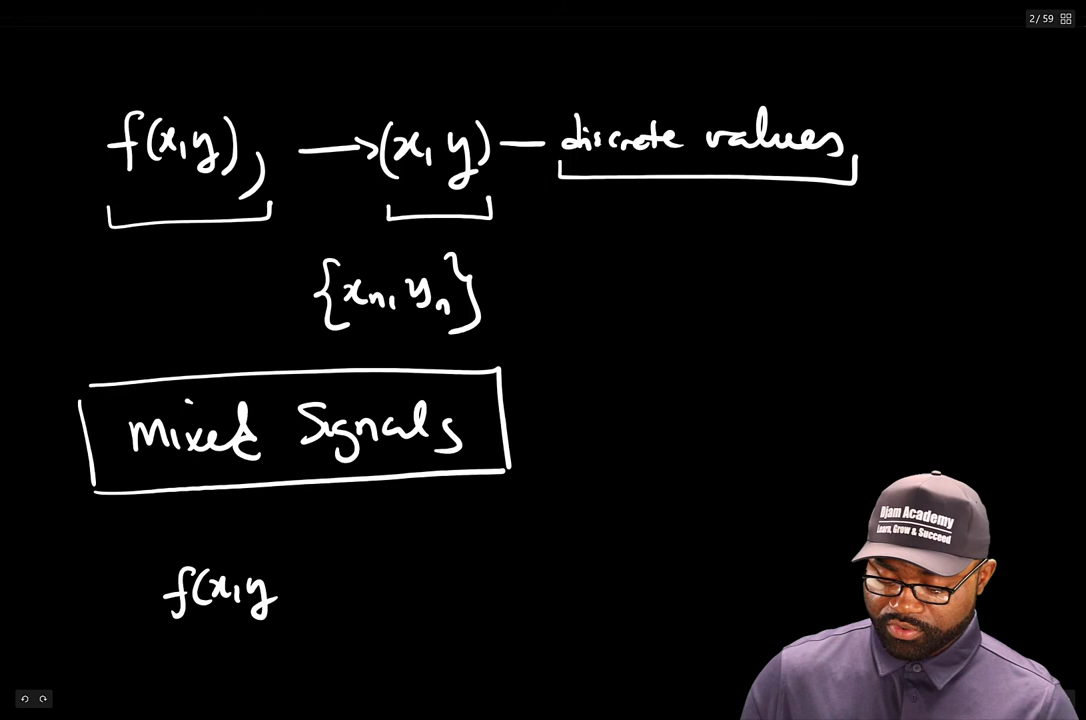 2/59
f(x,y), → (x, y) — discrete values
{xn, yn}
Mixed Signals
f(x,y
Djam Academy
Learn, Grow & Succeed